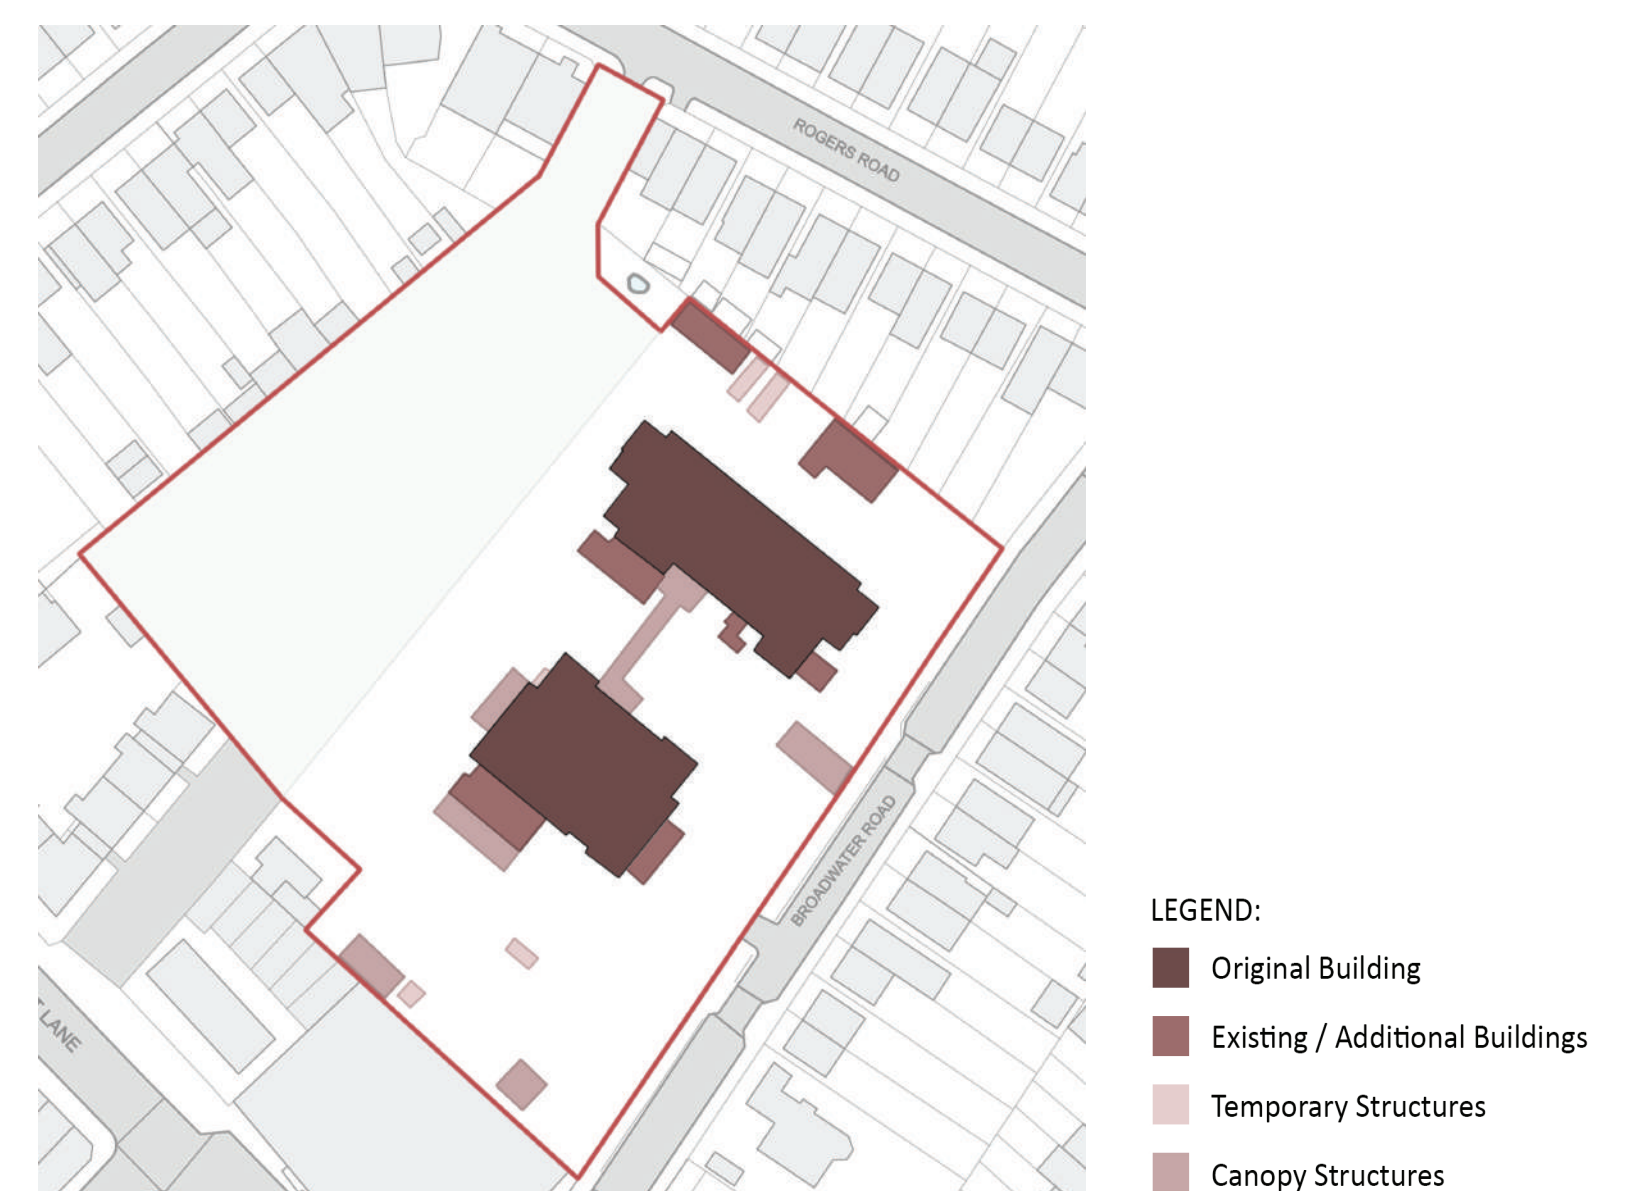 ROGERS ROAD
BROADWATER ROAD
LANE
LEGEND:
Original Building
Existing / Additional Buildings
Temporary Structures
Canopy Structures